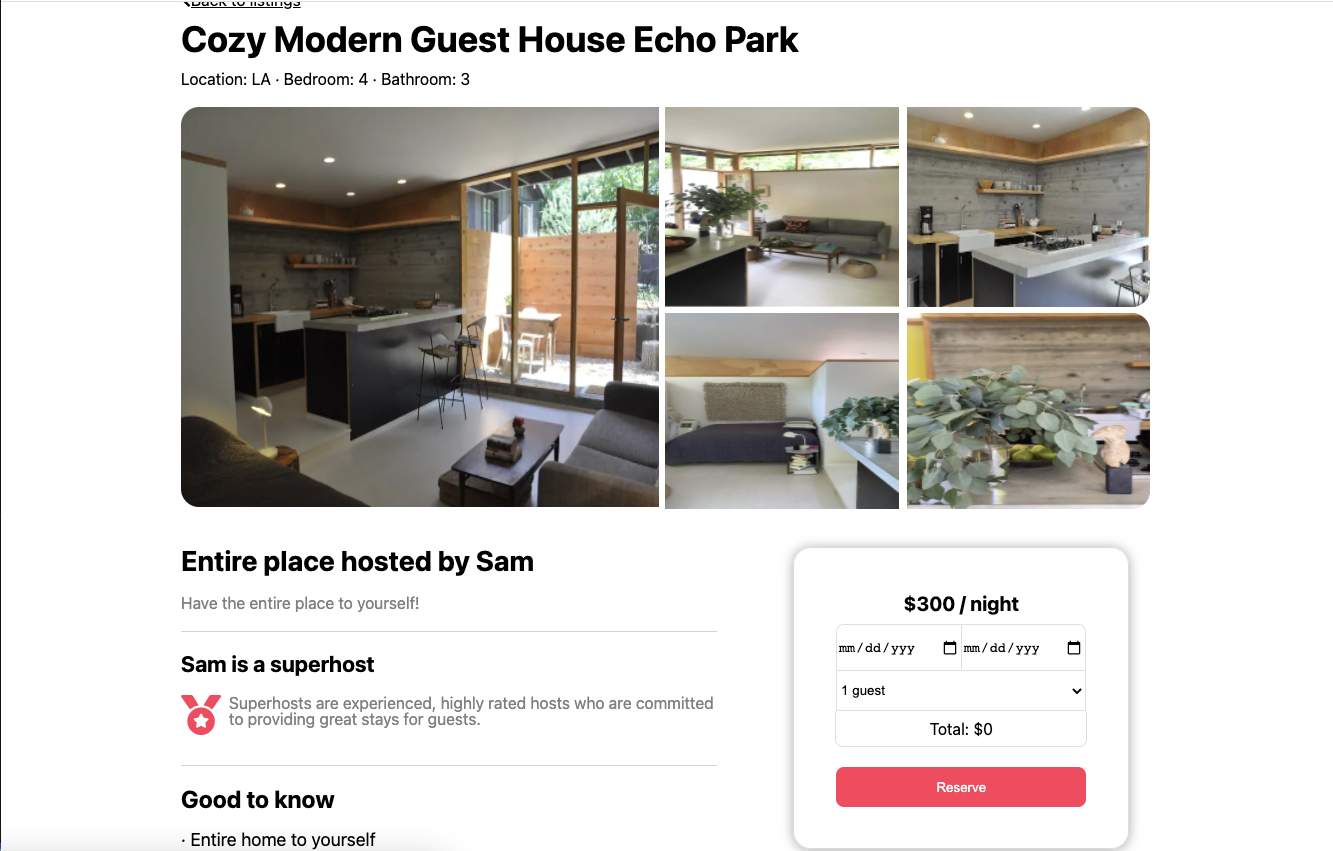 Back to listings
Cozy Modern Guest House Echo Park
Location: LA · Bedroom: 4 · Bathroom: 3
Entire place hosted by Sam
Have the entire place to yourself!
Sam is a superhost
Superhosts are experienced, highly rated hosts who are committed
to providing great stays for guests.
Good to know
· Entire home to yourself
$300 / night
mm/dd/yyy mm/dd/yyy
1 guest
Total: $0
Reserve